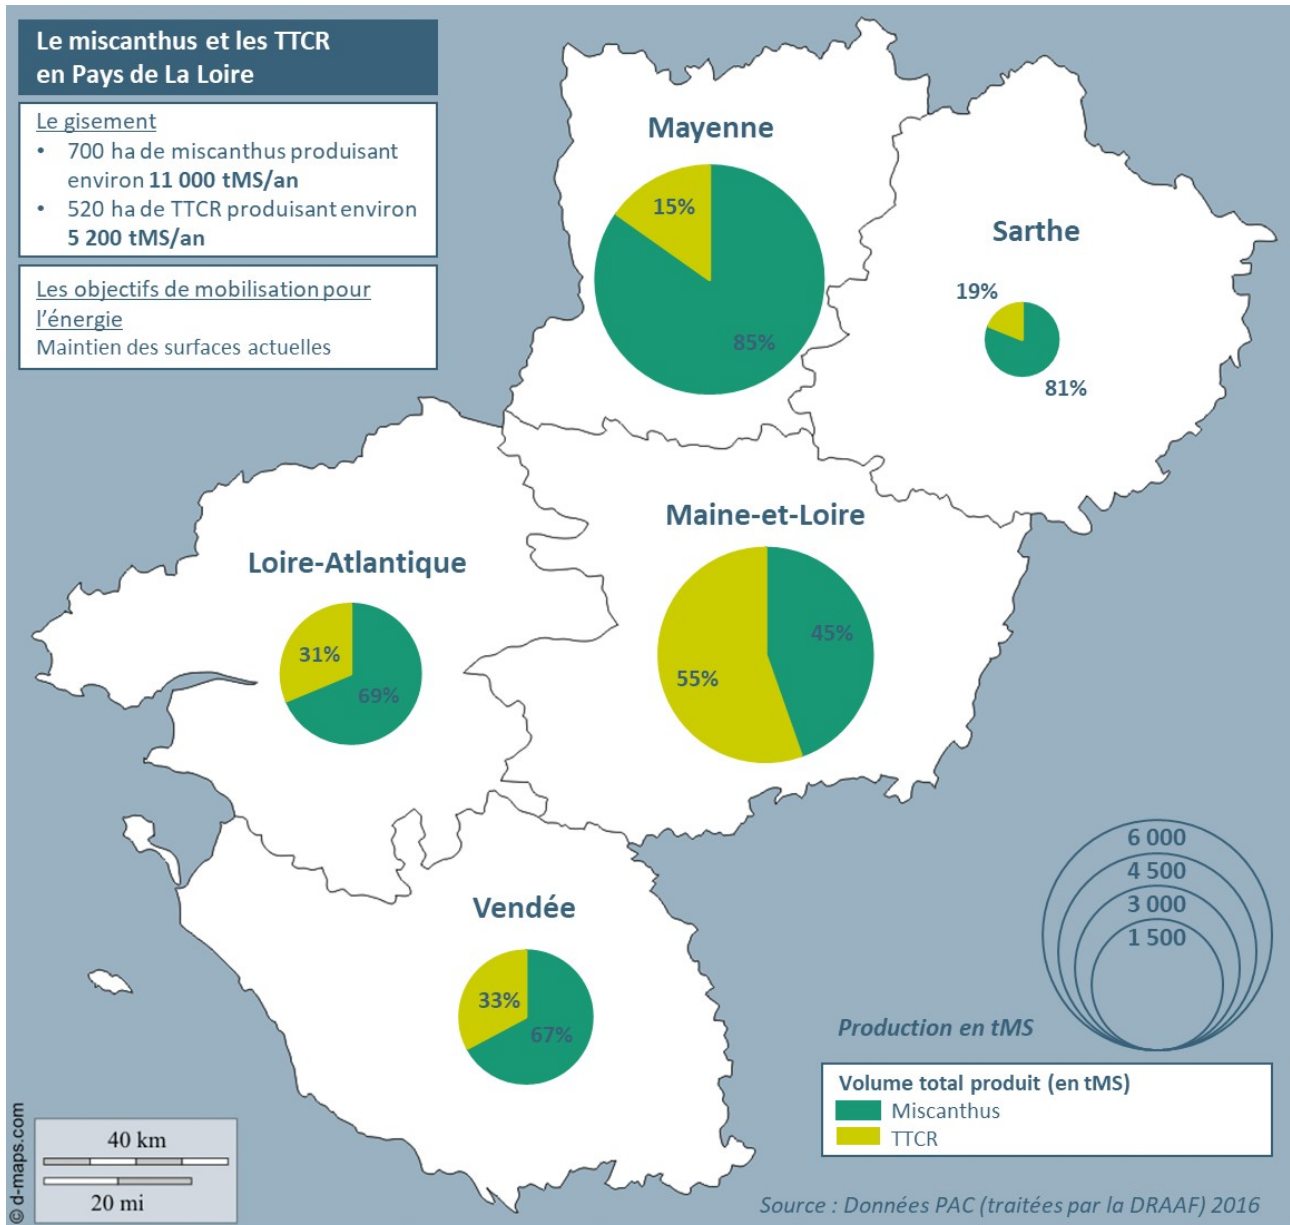 Le miscanthus et les TTCR
en Pays de La Loire
Le gisement
• 700 ha de miscanthus produisant
environ 11 000 tMS/an
• 520 ha de TTCR produisant environ
5 200 tMS/an
Les objectifs de mobilisation pour
l'énergie
Maintien des surfaces actuelles
Mayenne
15%
85%
Sarthe
19%
81%
Maine-et-Loire
45%
55%
Loire-Atlantique
31%
69%
Vendée
33%
67%
6 000
4 500
3 000
1 500
Production en tMS
Volume total produit (en tMS)
Miscanthus
TTCR
40 km
20 mi
© d-maps.com
Source : Données PAC (traitées par la DRAAF) 2016